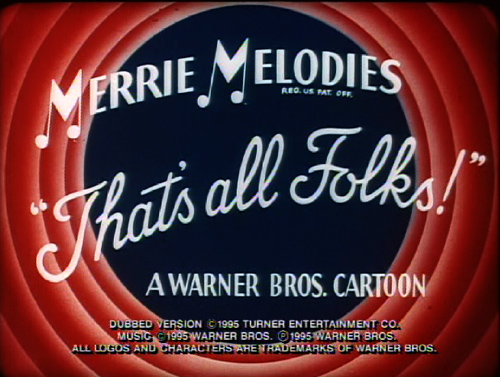 MERRIE MELODIES
REG. US PAT. OFF.
"That's all Folks!"
A WARNER BROS. CARTOON
DUBBED VERSION ©1995 TURNER ENTERTAINMENT CO.
MUSIC ©1995 WARNER BROS. ℗1995 WARNER BROS.
ALL LOGOS AND CHARACTERS ARE TRADEMARKS OF WARNER BROS.